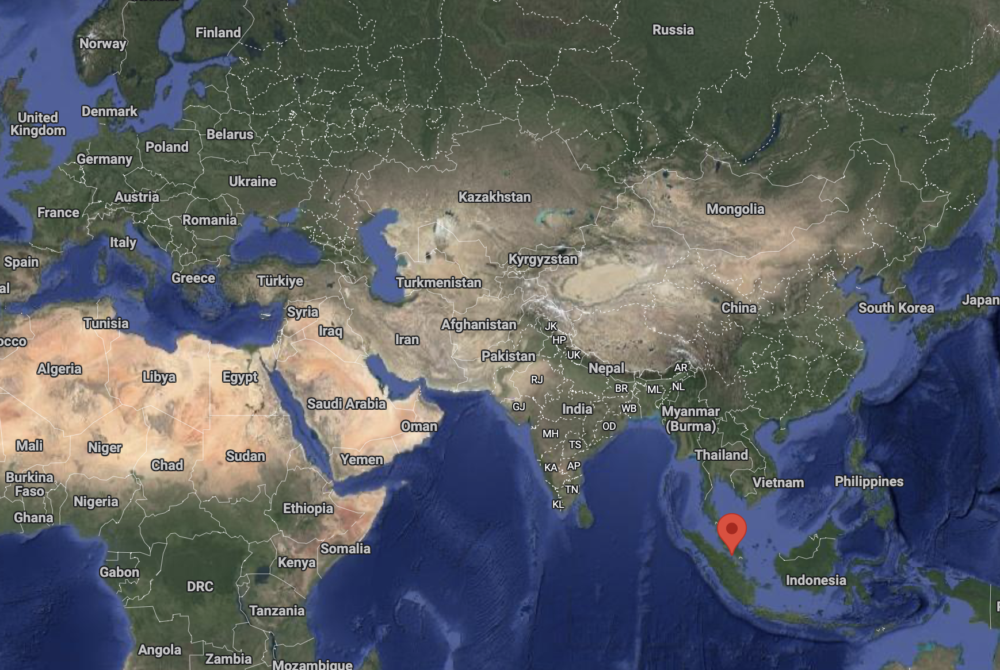 Finland
Russia
Norway
Denmark
United
Kingdom
Belarus
Poland
Germany
Ukraine
Austria
Kazakhstan
Mongolia
France
Romania
Italy
Kyrgyzstan
Spain
Greece
Türkiye
Turkmenistan
al
Japan
South Korea
China
Syria
Tunisia
Afghanistan
JK
Iraq
Iran
HP
occo
UK
Pakistan
Algeria
Nepal
AR
Libya
Egypt
RJ
BR
ML
NL
Saudi Arabia
GJ
India
WB
Myanmar
(Burma)
Oman
OD
MH
TS
Mali
Niger
Thailand
Sudan
Yemen
Chad
KA
AP
Burkina
Faso
Vietnam
Philippines
TN
Nigeria
KL
Ethiopia
Ghana
Somalia
Kenya
Gabon
Indonesia
DRC
Tanzania
Angola
Zambia
Mozambique